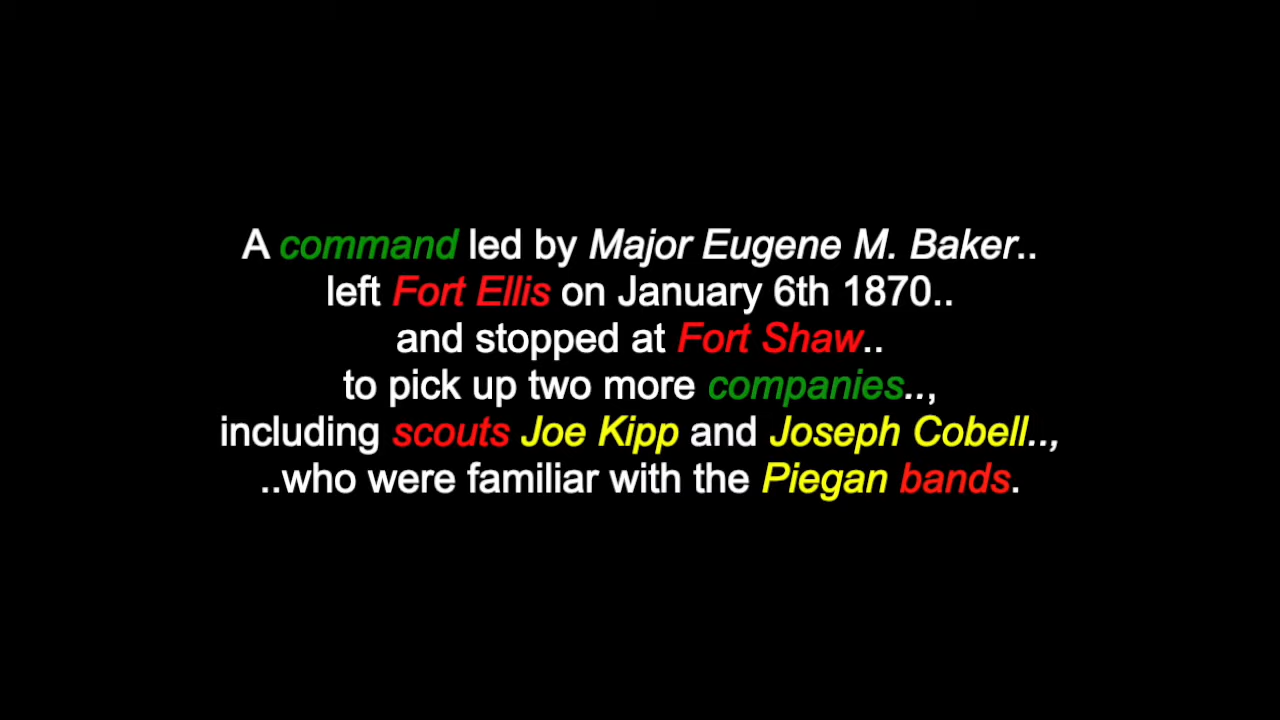 A command led by Major Eugene M. Baker..
left Fort Ellis on January 6th 1870..
and stopped at Fort Shaw..
to pick up two more companies..,
including scouts Joe Kipp and Joseph Cobell..,
..who were familiar with the Piegan bands.